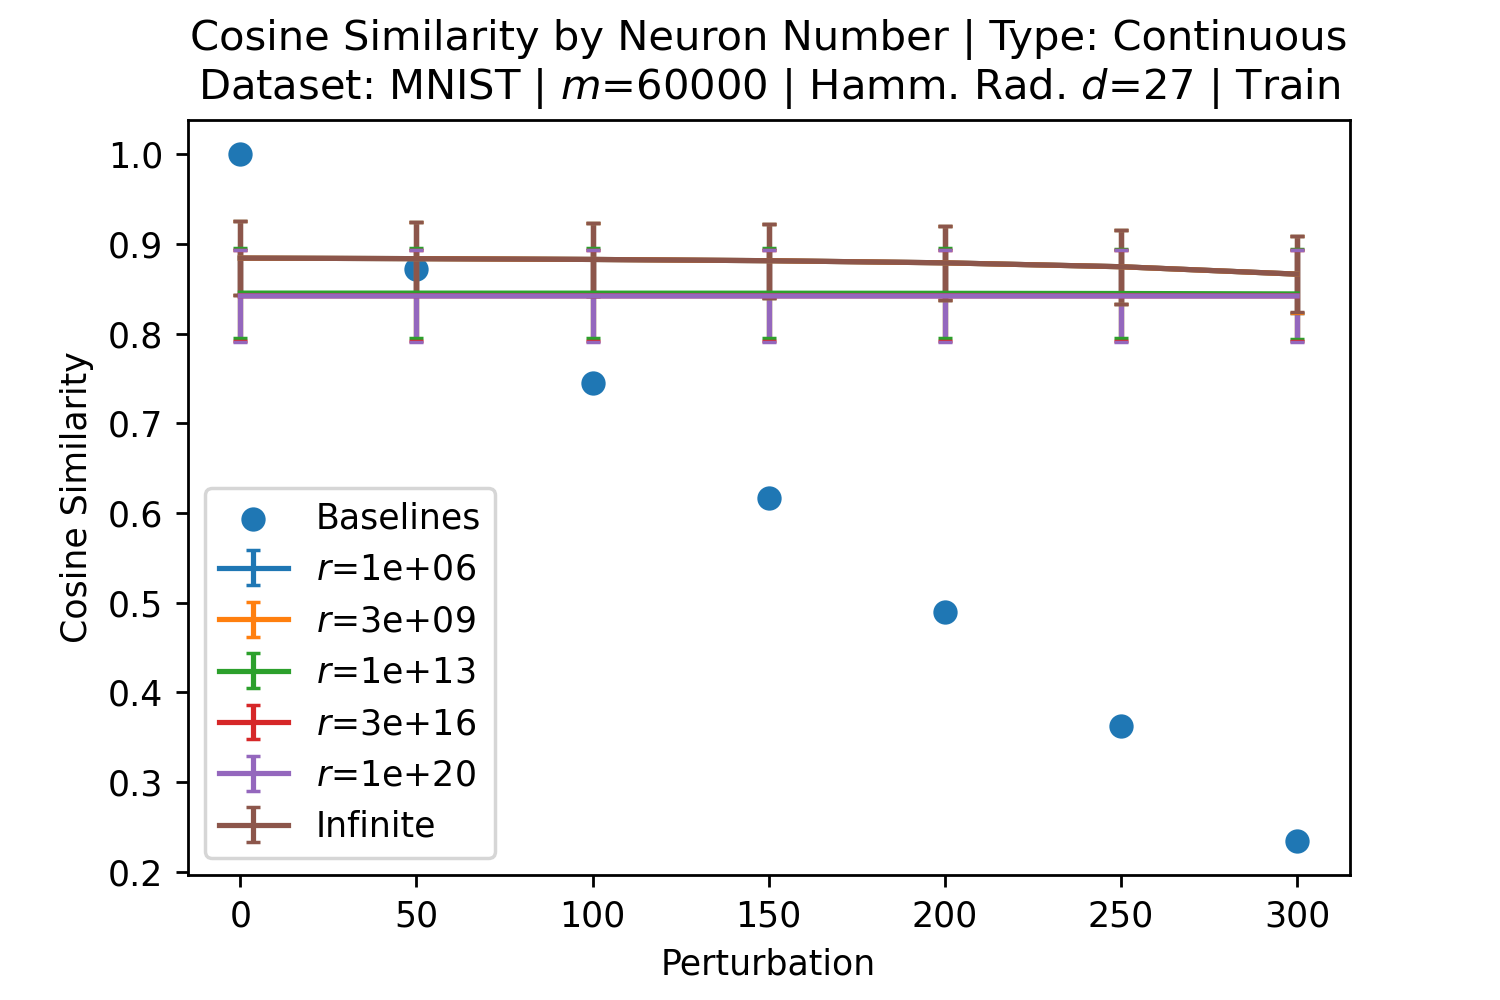 Cosine Similarity by Neuron Number | Type: Continuous
Dataset: MNIST | m=60000 | Hamm. Rad. d=27 | Train
Cosine Similarity
1.0
0.9
0.8
0.7
0.6
0.5
0.4
0.3
0.2
Baselines
r=1e+06
r=3e+09
r=1e+13
r=3e+16
r=1e+20
Infinite
0 50 100 150 200 250 300
Perturbation